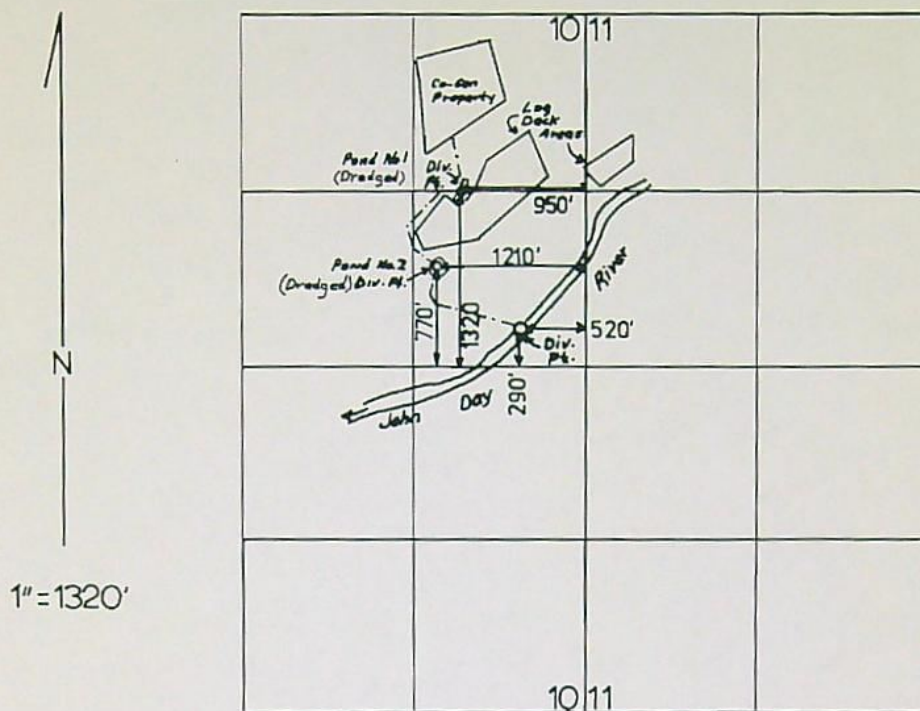 10 11
Co-Gen
Property
Log
Deck
Areas
Pond No 1
(Dredged)
Div.
Pt.
950'
1210'
Pond No. 2
(Dredged) Div. Pt.
River
770'
1320
520'
Div.
Pt.
290'
John Day
N
1" = 1320'
10 11